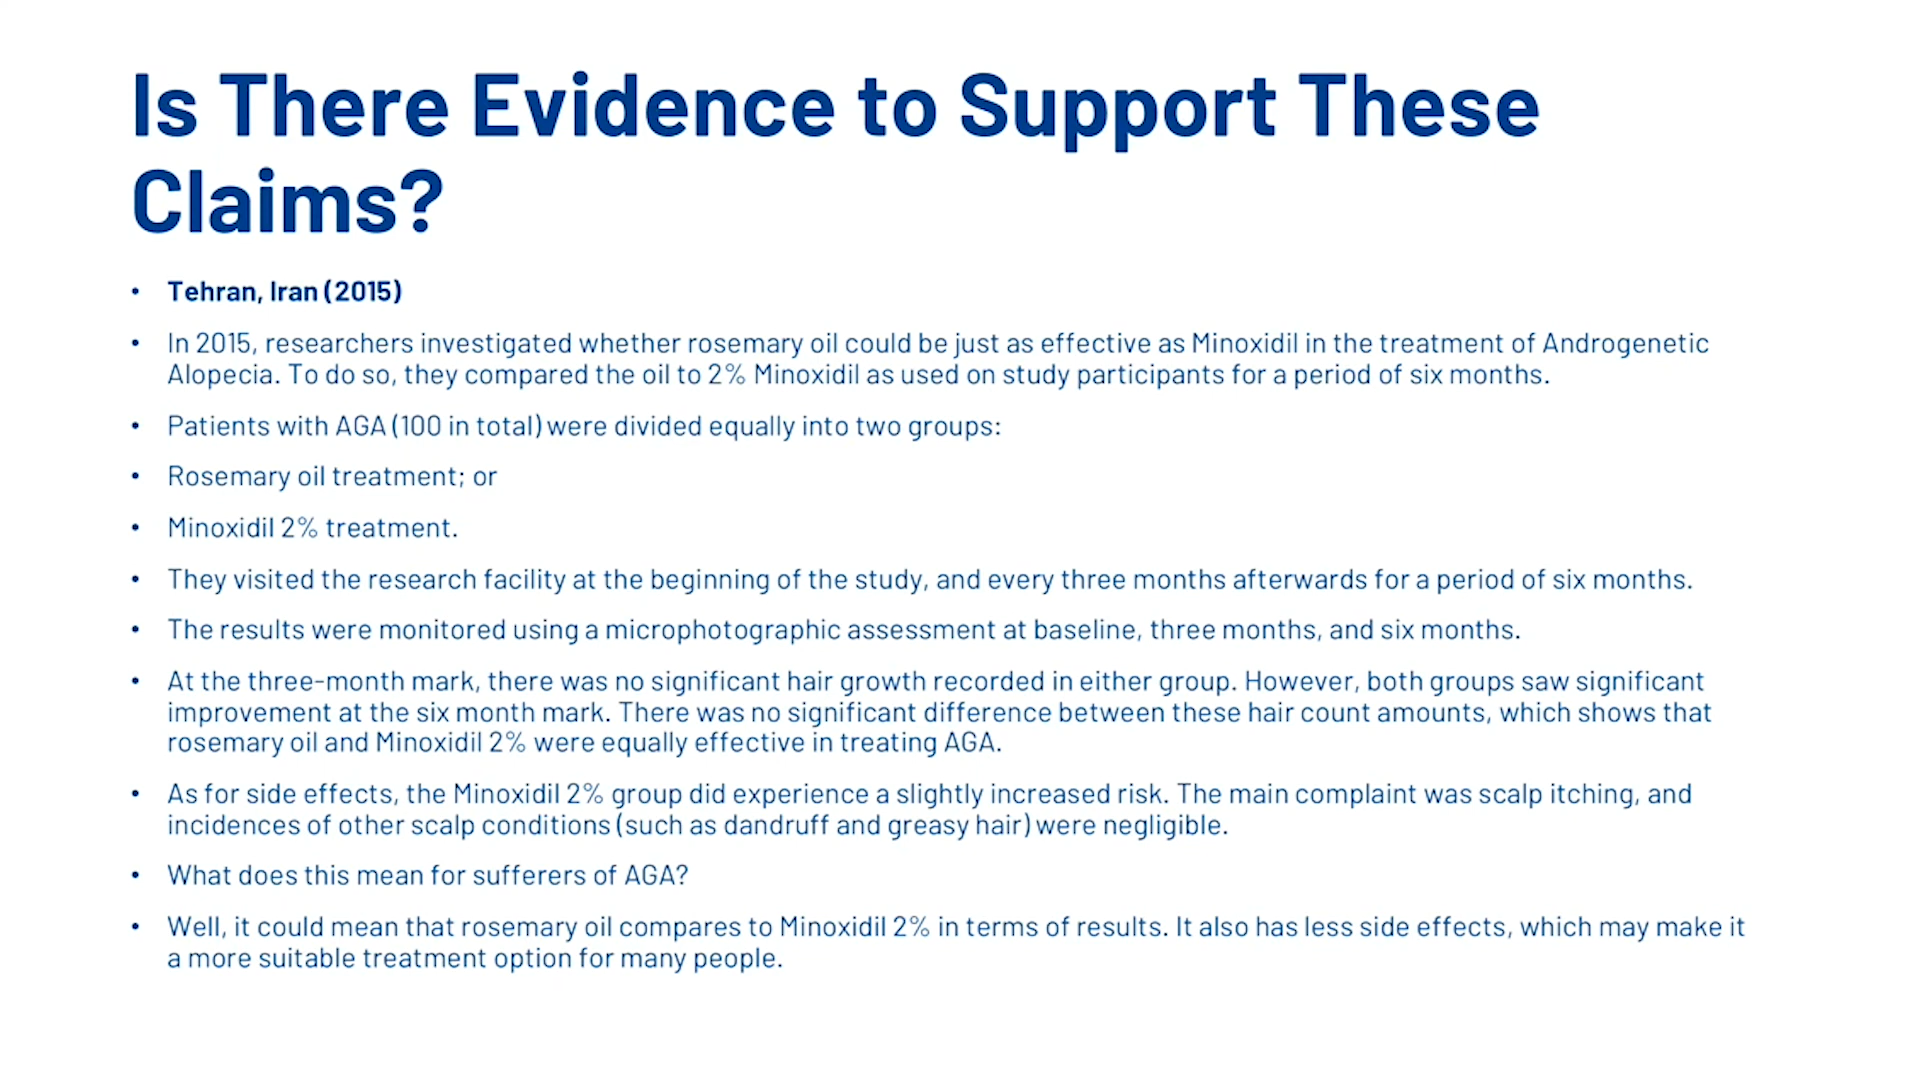 Is There Evidence to Support These
Claims?
• Tehran, Iran (2015)
• In 2015, researchers investigated whether rosemary oil could be just as effective as Minoxidil in the treatment of Androgenetic
Alopecia. To do so, they compared the oil to 2% Minoxidil as used on study participants for a period of six months.
• Patients with AGA (100 in total) were divided equally into two groups:
• Rosemary oil treatment; or
• Minoxidil 2% treatment.
• They visited the research facility at the beginning of the study, and every three months afterwards for a period of six months.
• The results were monitored using a microphotographic assessment at baseline, three months, and six months.
• At the three-month mark, there was no significant hair growth recorded in either group. However, both groups saw significant
improvement at the six month mark. There was no significant difference between these hair count amounts, which shows that
rosemary oil and Minoxidil 2% were equally effective in treating AGA.
• As for side effects, the Minoxidil 2% group did experience a slightly increased risk. The main complaint was scalp itching, and
incidences of other scalp conditions (such as dandruff and greasy hair) were negligible.
• What does this mean for sufferers of AGA?
• Well, it could mean that rosemary oil compares to Minoxidil 2% in terms of results. It also has less side effects, which may make it
a more suitable treatment option for many people.